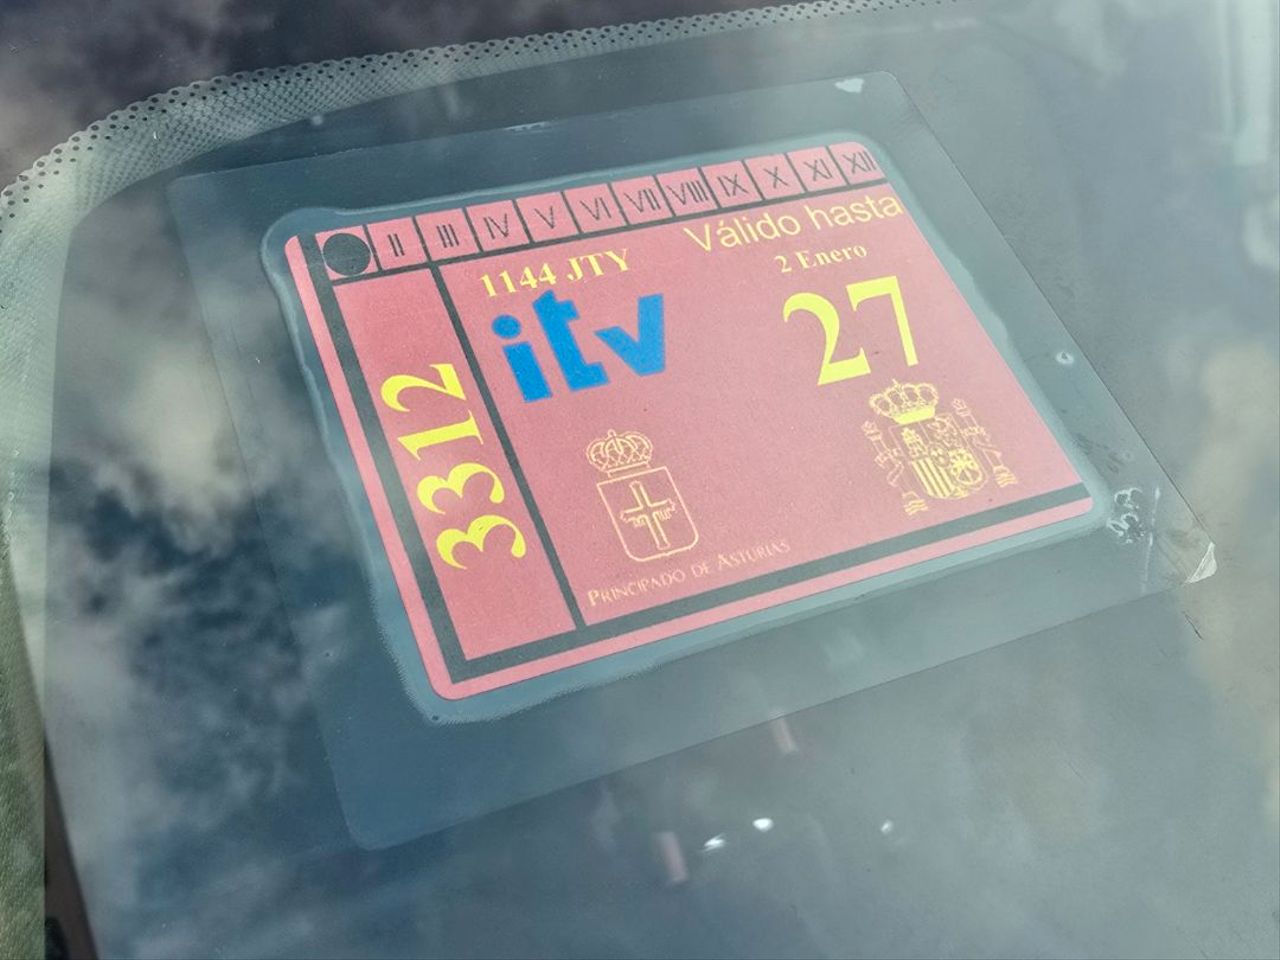 II III IV V VI VII VIII IX X XI XII
Válido hasta
1144 JTY
2 Enero
itv
27
3312
PRINCIPADO DE ASTURIAS